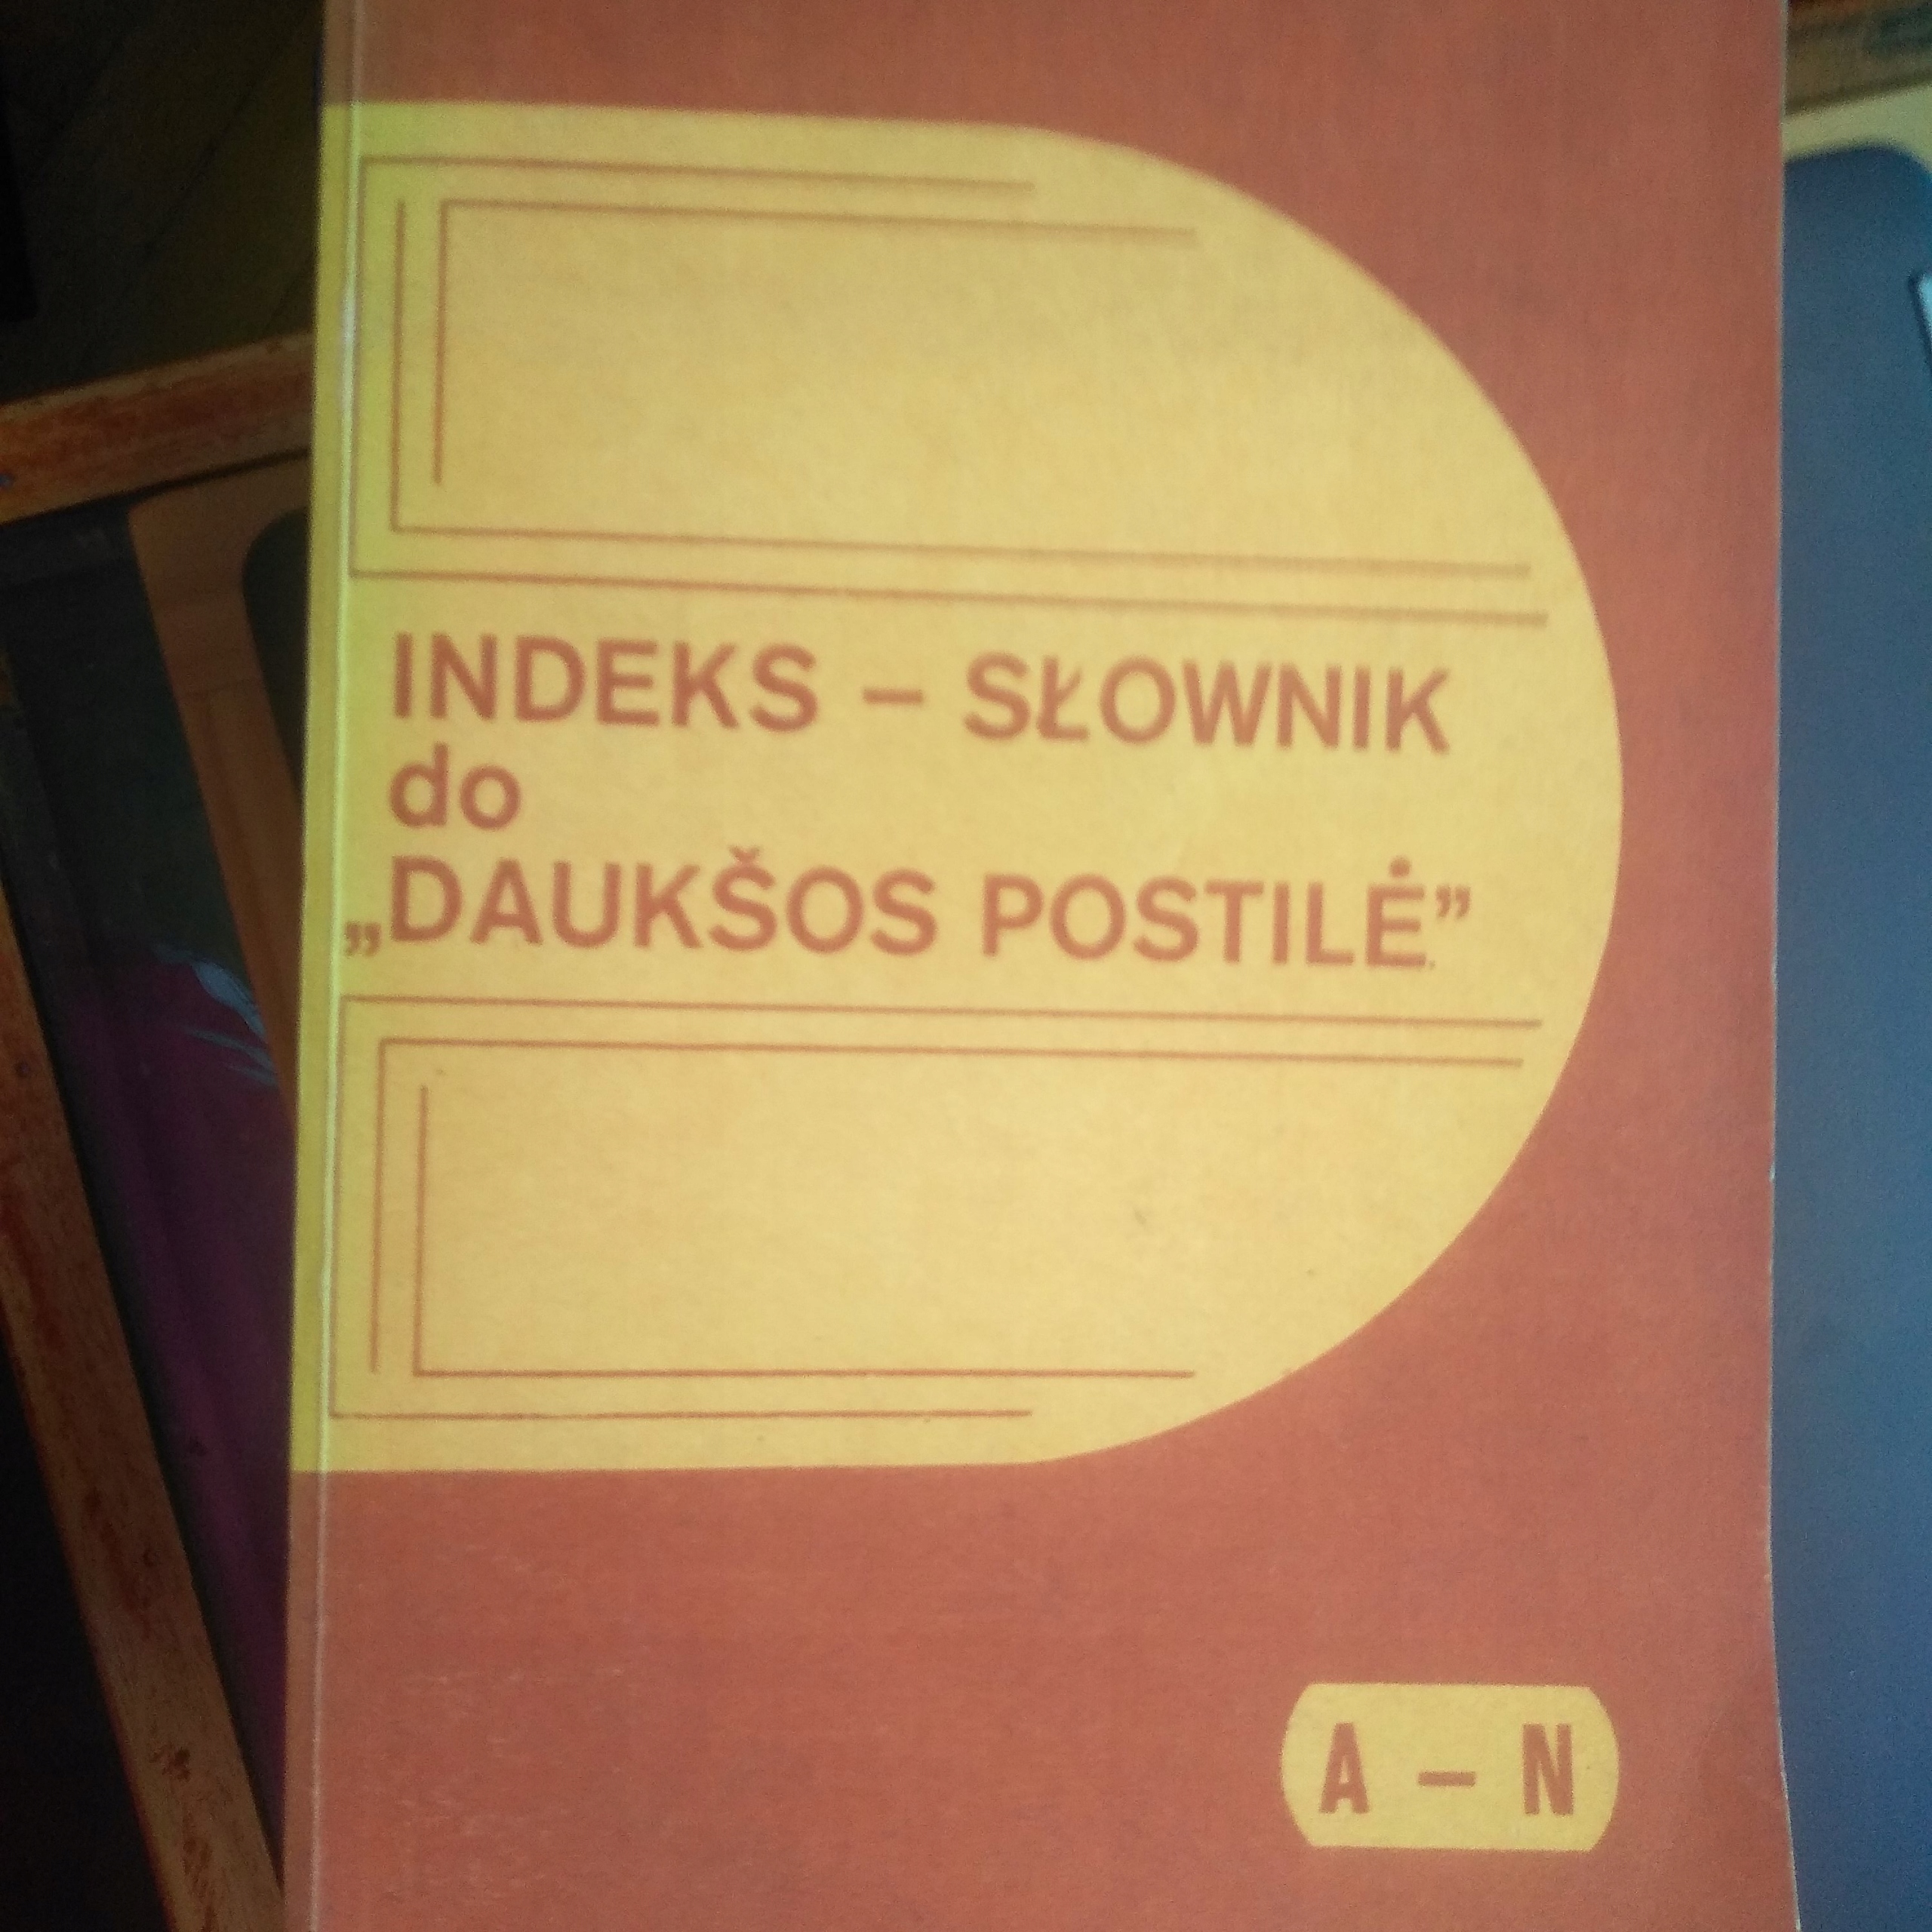 INDEKS – SŁOWNIK
do
„DAUKŠOS POSTILĖ”
A – N